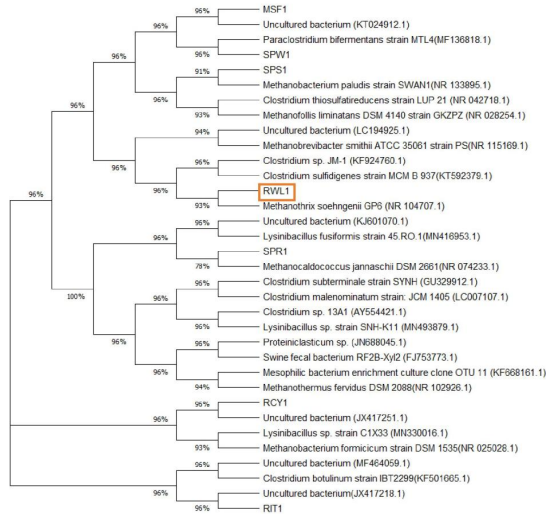 MSF1
96%
Uncultured bacterium (KT024912.1)
96%
Paraclostridium bifermentans strain MTL4(MF136818.1)
96%
SPW1
96%
SPS1
91%
Methanobacterium paludis strain SWAN1(NR 133895.1)
96%
Clostridium thiosulfatireducens strain LUP 21 (NR 042718.1)
93%
Methanofollis liminatans DSM 4140 strain GKZPZ (NR 028254.1)
96%
Uncultured bacterium (LC194925.1)
94%
Methanobrevibacter smithii ATCC 35061 strain PS(NR 115169.1)
96%
Clostridium sp. JM-1 (KF924760.1)
96%
Clostridium sulfidigenes strain MCM B 937(KT592379.1)
96%
RWL1
93%
Methanothrix soehngenii GP6 (NR 104707.1)
96%
Uncultured bacterium (KJ601070.1)
96%
Lysinibacillus fusiformis strain 45.RO.1(MN416953.1)
96%
SPR1
78%
Methanocaldococcus jannaschii DSM 2661(NR 074233.1)
100%
Clostridium subterminale strain SYNH (GU329912.1)
96%
Clostridium malenominatum strain: JCM 1405 (LC007107.1)
96%
Clostridium sp. 13A1 (AY554421.1)
96%
Lysinibacillus sp. strain SNH-K11 (MN493879.1)
96%
Proteiniclasticum sp. (JN688045.1)
96%
Swine fecal bacterium RF2B-Xyl2 (FJ753773.1)
96%
Mesophilic bacterium enrichment culture clone OTU 11 (KF668161.1)
94%
Methanothermus fervidus DSM 2088(NR 102926.1)
RCY1
96%
Uncultured bacterium (JX417251.1)
96%
Lysinibacillus sp. strain C1X33 (MN330016.1)
93%
Methanobacterium formicicum strain DSM 1535(NR 025028.1)
Uncultured bacterium (MF464059.1)
96%
Clostridium botulinum strain IBT2299(KF501665.1)
96%
Uncultured bacterium(JX417218.1)
96%
RIT1